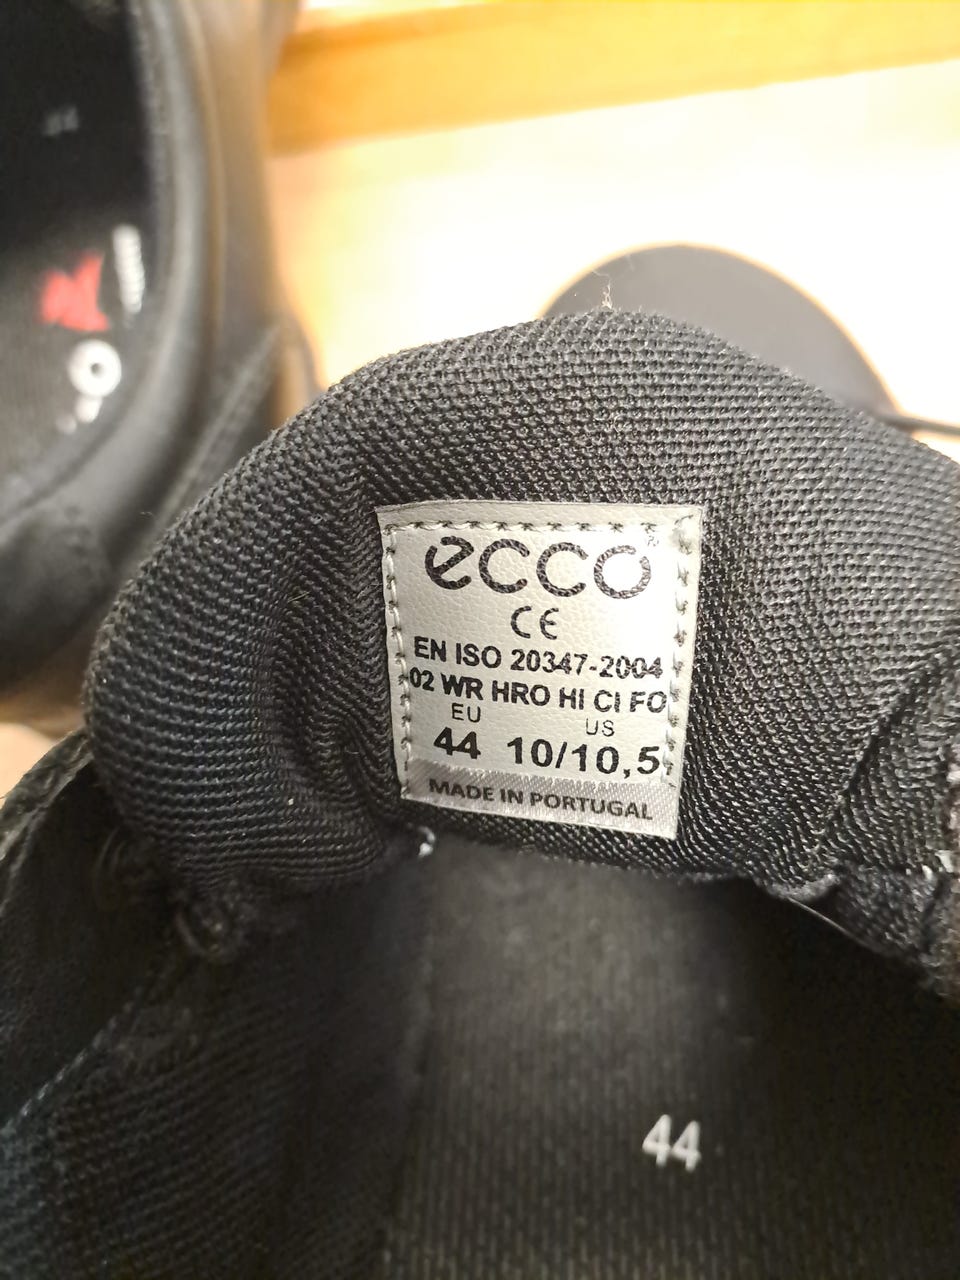 ecco®
CE
EN ISO 20347-2004
02 WR HRO HI CI FO
EU US
44 10/10,5
MADE IN PORTUGAL
44